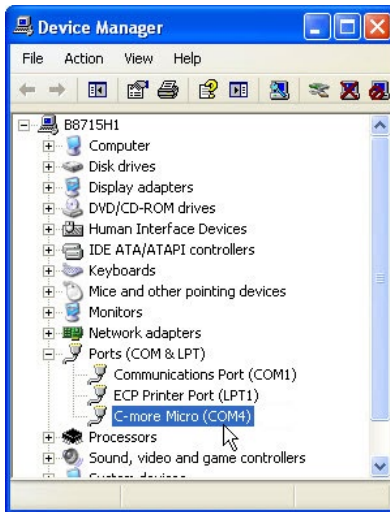 Device Manager
File Action View Help
B8715H1
Computer
Disk drives
Display adapters
DVD/CD-ROM drives
Human Interface Devices
IDE ATA/ATAPI controllers
Keyboards
Mice and other pointing devices
Monitors
Network adapters
Ports (COM & LPT)
Communications Port (COM1)
ECP Printer Port (LPT1)
C-more Micro (COM4)
Processors
Sound, video and game controllers